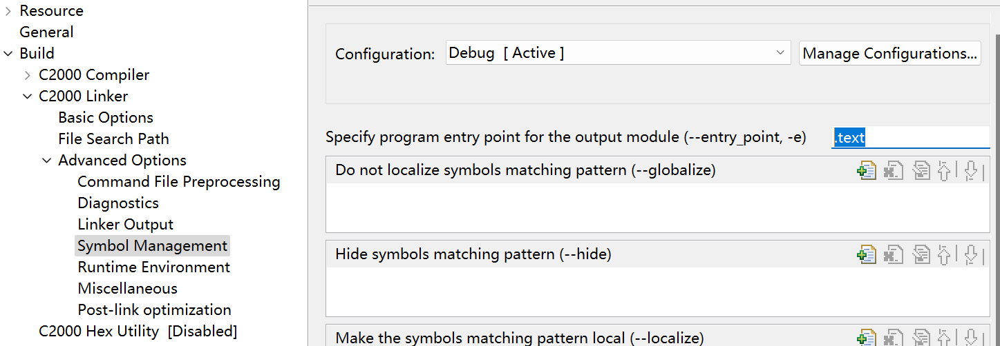 Resource
General
Build
C2000 Compiler
C2000 Linker
Basic Options
File Search Path
Advanced Options
Command File Preprocessing
Diagnostics
Linker Output
Symbol Management
Runtime Environment
Miscellaneous
Post-link optimization
C2000 Hex Utility [Disabled]
Configuration: Debug [ Active ] Manage Configurations...
Specify program entry point for the output module (--entry_point, -e) .text
Do not localize symbols matching pattern (--globalize)
Hide symbols matching pattern (--hide)
Make the symbols matching pattern local (--localize)